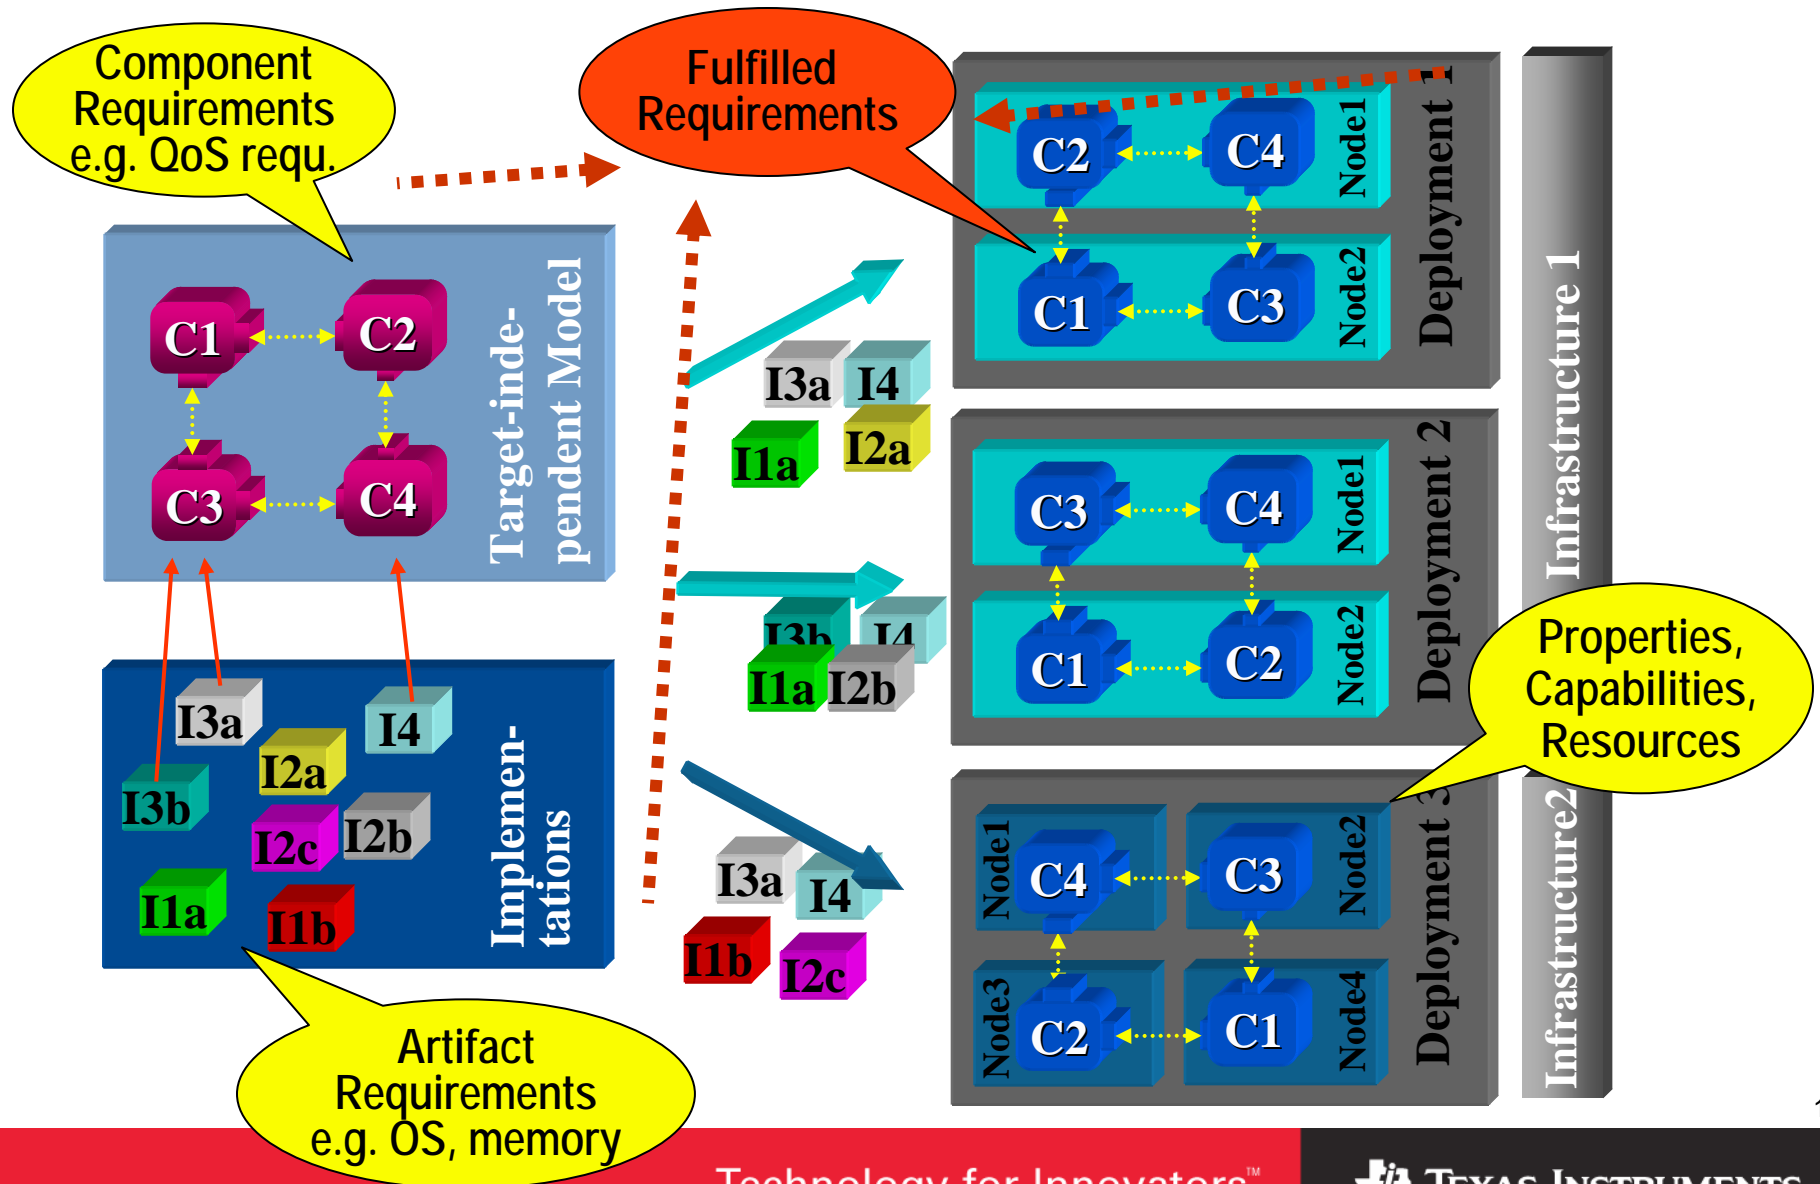 Component
Requirements
e.g. QoS requ.
Fulfilled
Requirements
Target-inde-
pendent Model
C1
C2
C3
C4
Implemen-
tations
I3a
I4
I2a
I3b
I2c
I2b
I1a
I1b
Artifact
Requirements
e.g. OS, memory
I3a
I4
I1a
I2a
I3b
I4
I1a
I2b
I3a
I4
I1b
I2c
Deployment 1
Node1
C2
C4
Node2
C1
C3
Deployment 2
Node1
C3
C4
Node2
C1
C2
Deployment 3
Node1
C4
Node2
C3
Node3
C2
Node4
C1
Infrastructure 1
Infrastructure2
Properties,
Capabilities,
Resources
Technology for Innovators™
TEXAS INSTRUMENTS